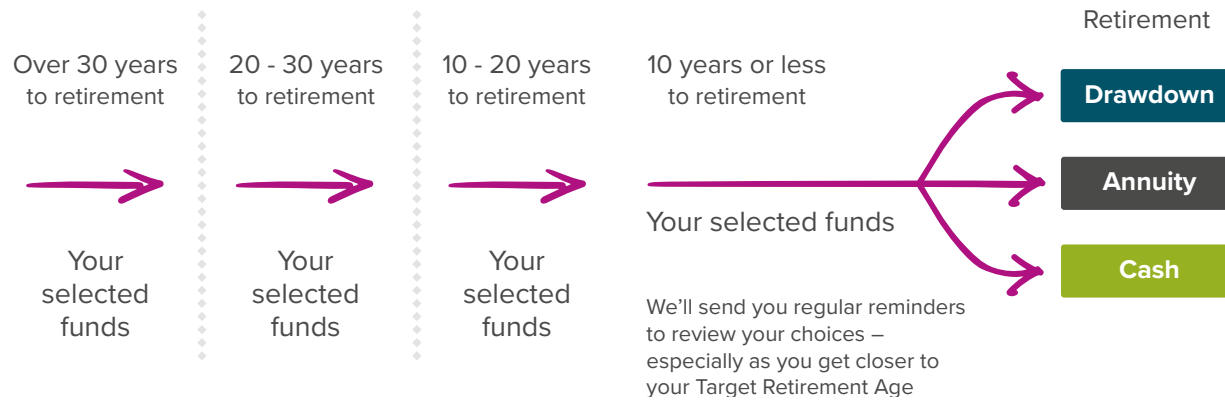 Over 30 years
to retirement
Your
selected
funds
20 - 30 years
to retirement
Your
selected
funds
10 - 20 years
to retirement
Your
selected
funds
10 years or less
to retirement
Your selected funds
We’ll send you regular reminders
to review your choices –
especially as you get closer to
your Target Retirement Age
Retirement
Drawdown
Annuity
Cash